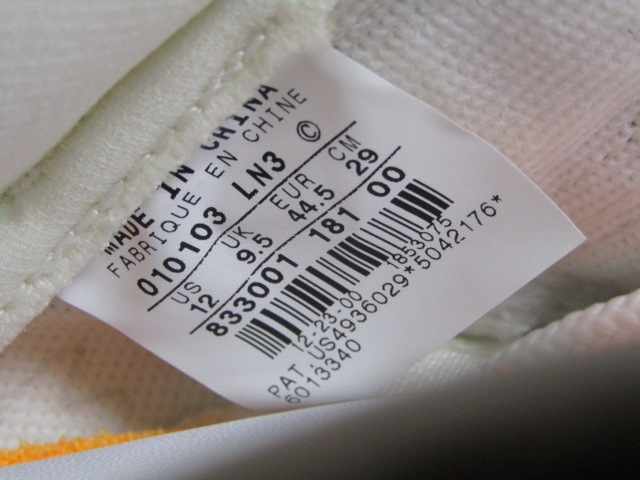 MADE IN CHINA
FABRIQUE EN CHINE
010103 LN3 ©
US UK EUR CM
12 9.5 44.5 29
833001 181 00
12-23-00 853075
PAT. US4936029*5042176*
6013340